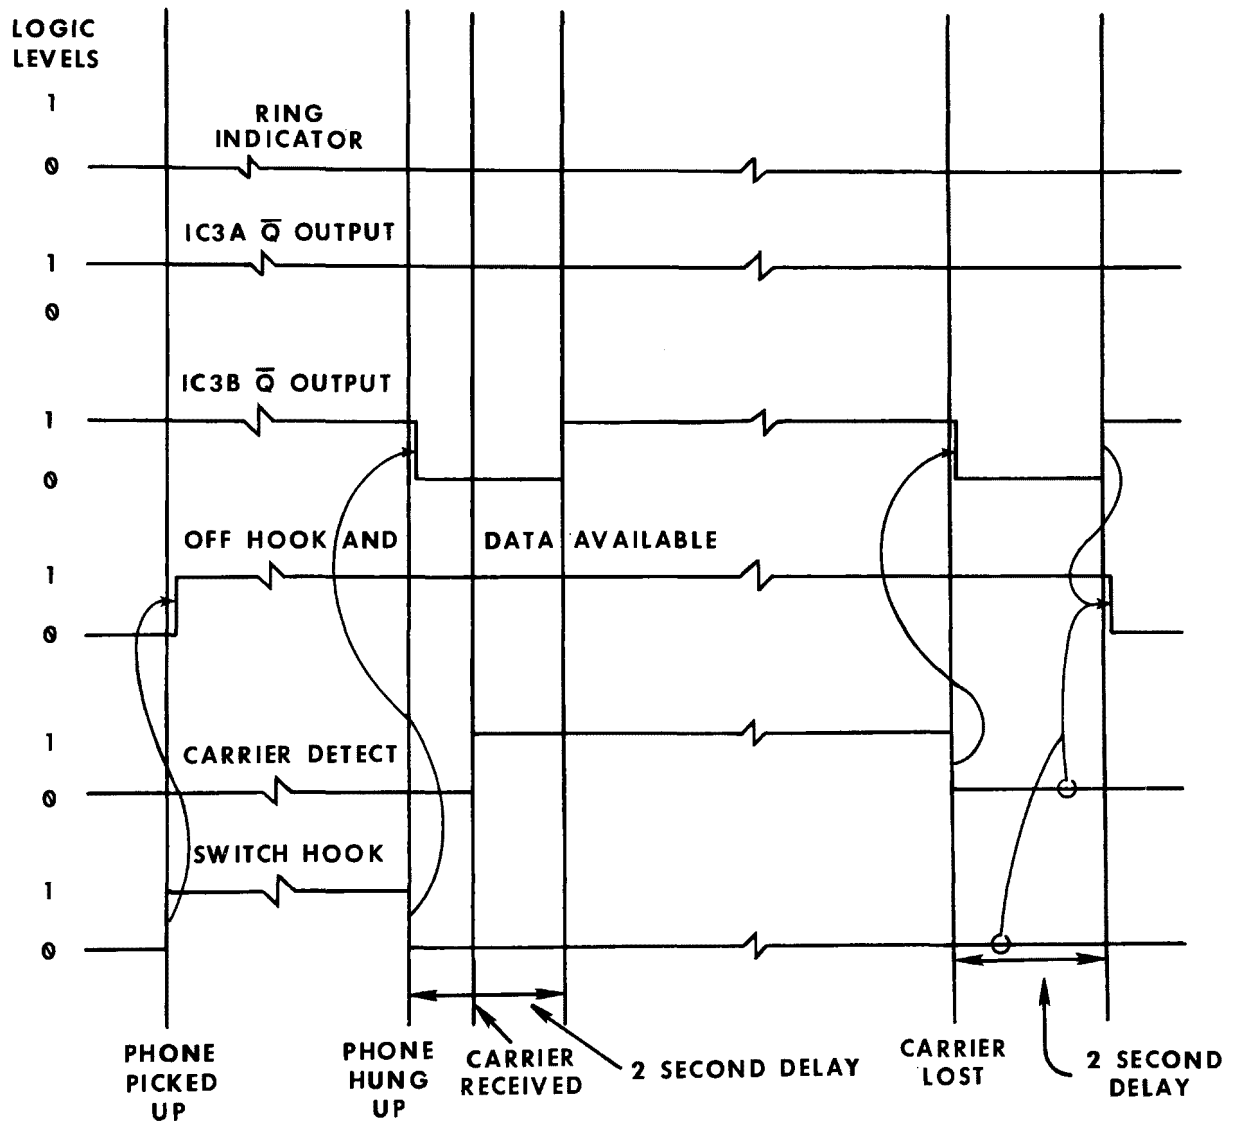 LOGIC
LEVELS
1
RING
INDICATOR
0
IC3A Q̅ OUTPUT
1
0
IC3B Q̅ OUTPUT
1
0
OFF HOOK AND DATA AVAILABLE
1
0
1
CARRIER DETECT
0
SWITCH HOOK
1
0
PHONE
PICKED
UP
PHONE
HUNG
UP
CARRIER
RECEIVED
2 SECOND DELAY
CARRIER
LOST
2 SECOND
DELAY